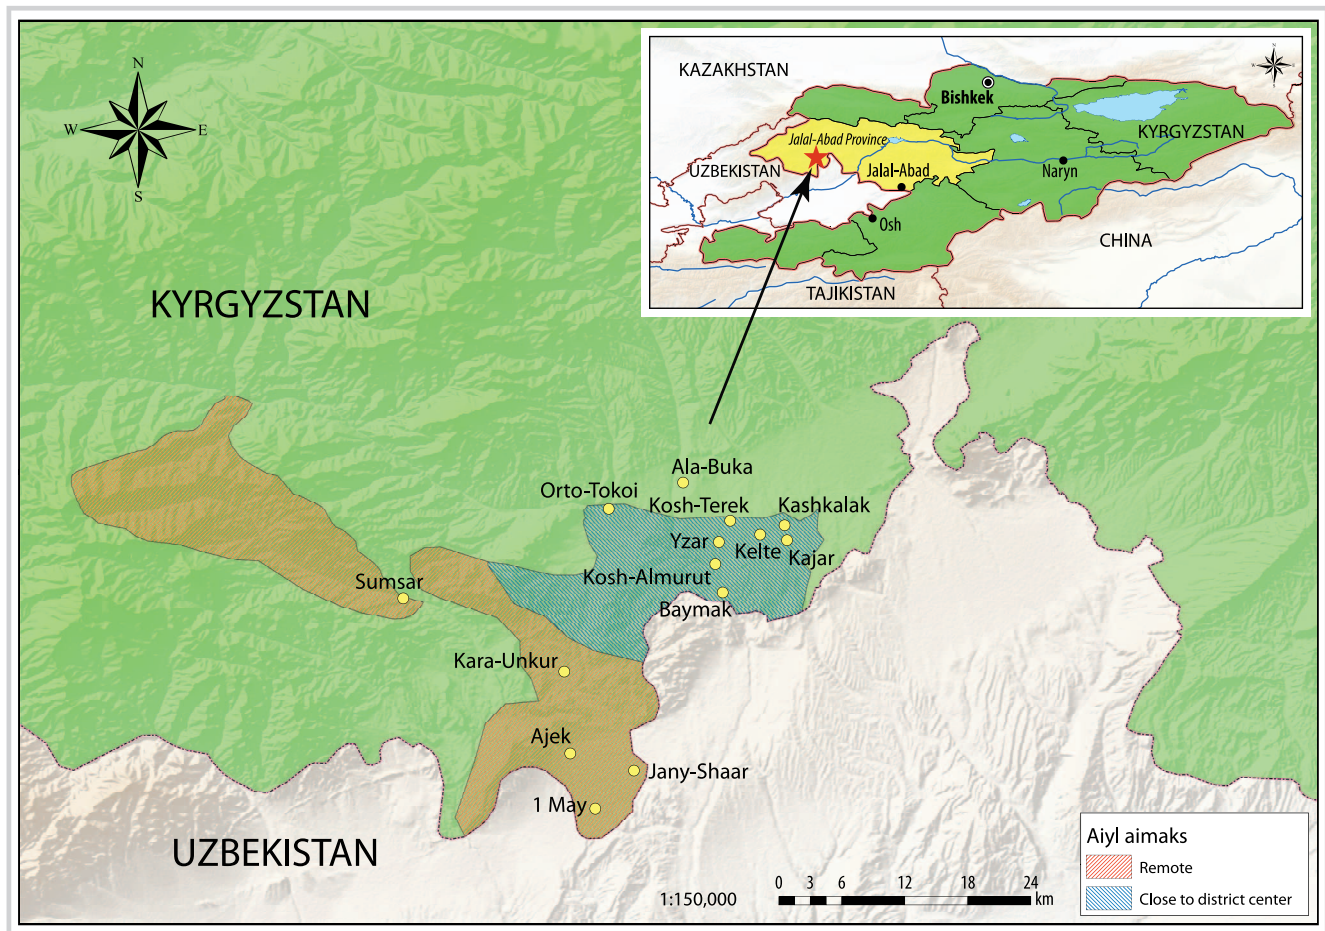 N
W
E
S
KAZAKHSTAN
Bishkek
N
W
E
S
KYRGYZSTAN
Jalal-Abad Province
UZBEKISTAN
Jalal-Abad
Naryn
Osh
CHINA
TAJIKISTAN
KYRGYZSTAN
Ala-Buka
Orto-Tokoi
Kosh-Terek
Kashkalak
Yzar
Kelte
Kajar
Kosh-Almurut
Sumsar
Baymak
Kara-Unkur
Ajek
Jany-Shaar
1 May
UZBEKISTAN
1:150,000
0 3 6 12 18 24
km
Aiyl aimaks
Remote
Close to district center